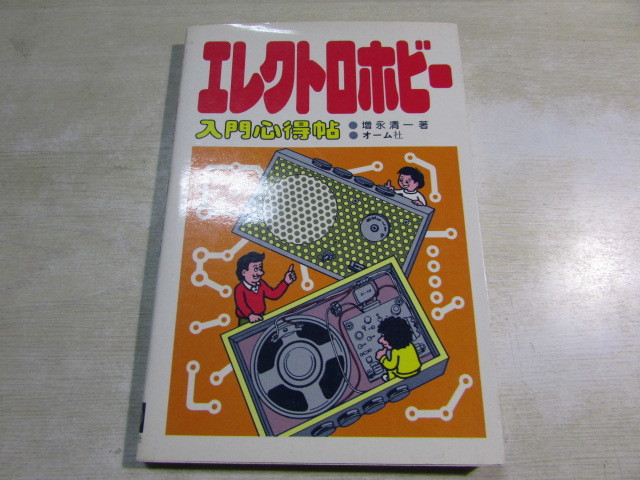 エレクトロホビー
入門心得帖
●増永清一著
●オーム社